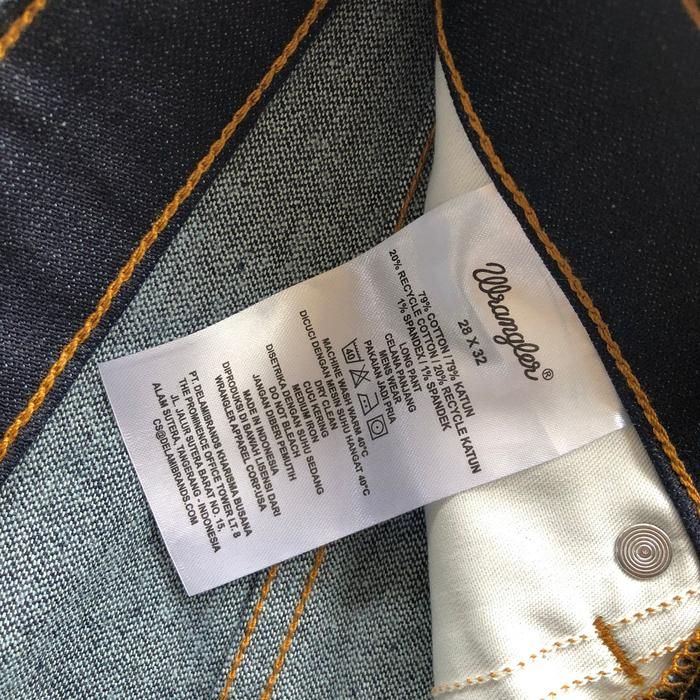 Wrangler®
28 X 32
79% COTTON / 79% KATUN
20% RECYCLE COTTON / 20% RECYCLE KATUN
1% SPANDEX / 1% SPANDEK
LONG PANT
CELANA PANJANG
MENS WEAR
PAKAIAN JADI PRIA
40
MACHINE WASH WARM 40°C
DICUCI DENGAN MESIN SUHU HANGAT 40°C
DRY CLEAN
CUCI KERING
MEDIUM IRON
DISETRIKA DENGAN SUHU SEDANG
DO NOT BLEACH
JANGAN DIBERI PEMUTIH
MADE IN INDONESIA
DIPRODUKSI DI BAWAH LISENSI DARI
WRANGLER APPAREL CORP,USA
PT. DELAMIBRANDS KHARISMA BUSANA
THE PROMINENCE OFFICE TOWER LT. 8
JL. JALUR SUTERA BARAT NO. 15,
ALAM SUTERA, TANGERANG - INDONESIA
CS@DELAMIBRANDS.COM